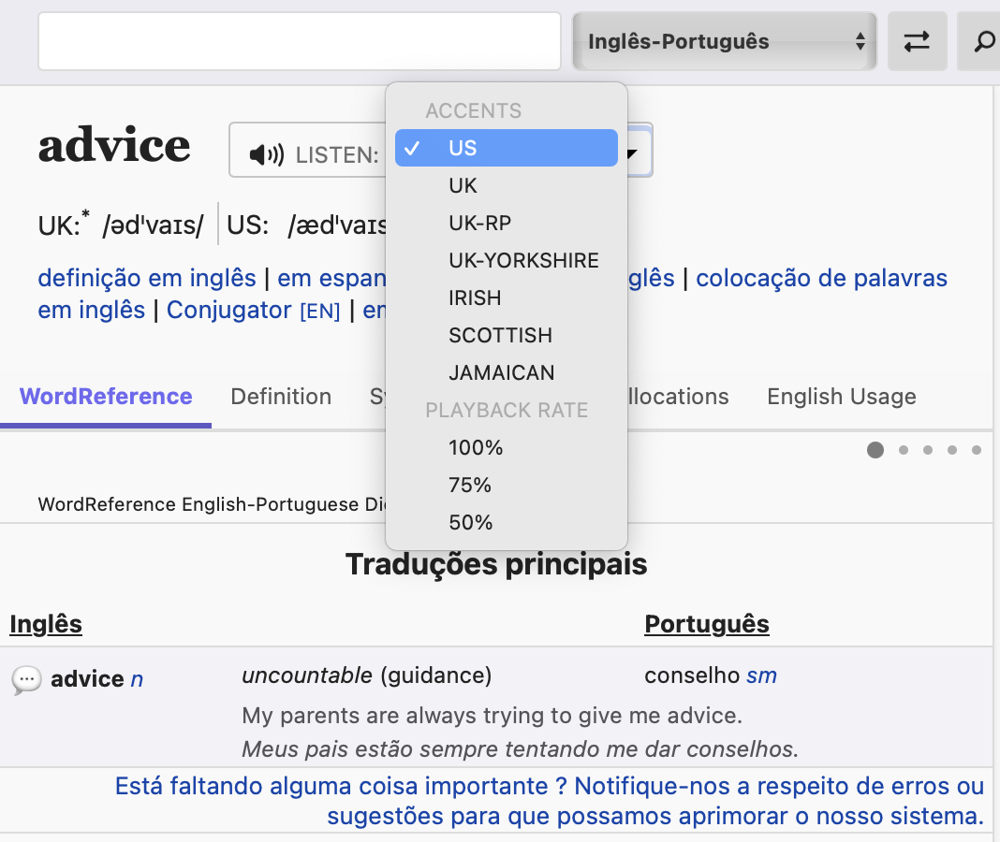 Inglês-Português
advice
LISTEN:
ACCENTS
✓ US
UK
UK-RP
UK-YORKSHIRE
IRISH
SCOTTISH
JAMAICAN
PLAYBACK RATE
100%
75%
50%
UK:* /ədˈvaɪs/ US: /ædˈvaɪs
definição em inglês | em espan glês | colocação de palavras
em inglês | Conjugator [EN] | en
WordReference Definition Sy llocations English Usage
WordReference English-Portuguese Di
Traduções principais
Inglês Português
advice n uncountable (guidance) conselho sm
My parents are always trying to give me advice.
Meus pais estão sempre tentando me dar conselhos.
Está faltando alguma coisa importante ? Notifique-nos a respeito de erros ou
sugestões para que possamos aprimorar o nosso sistema.